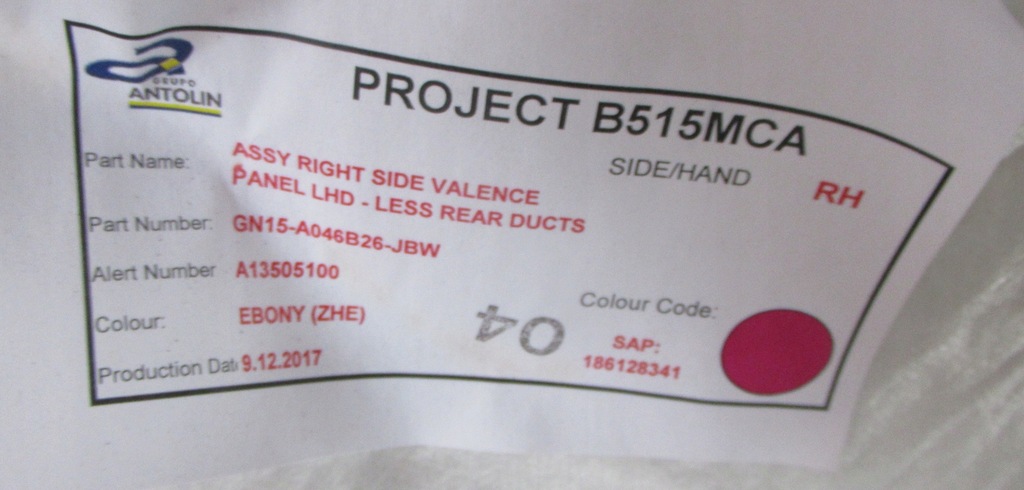 GRUPO
ANTOLIN
PROJECT B515MCA
SIDE/HAND RH
Part Name: ASSY RIGHT SIDE VALENCE
PANEL LHD - LESS REAR DUCTS
Part Number: GN15-A046B26-JBW
Alert Number A13505100
Colour: EBONY (ZHE)
Colour Code:
Production Dat 9.12.2017
SAP:
186128341
04